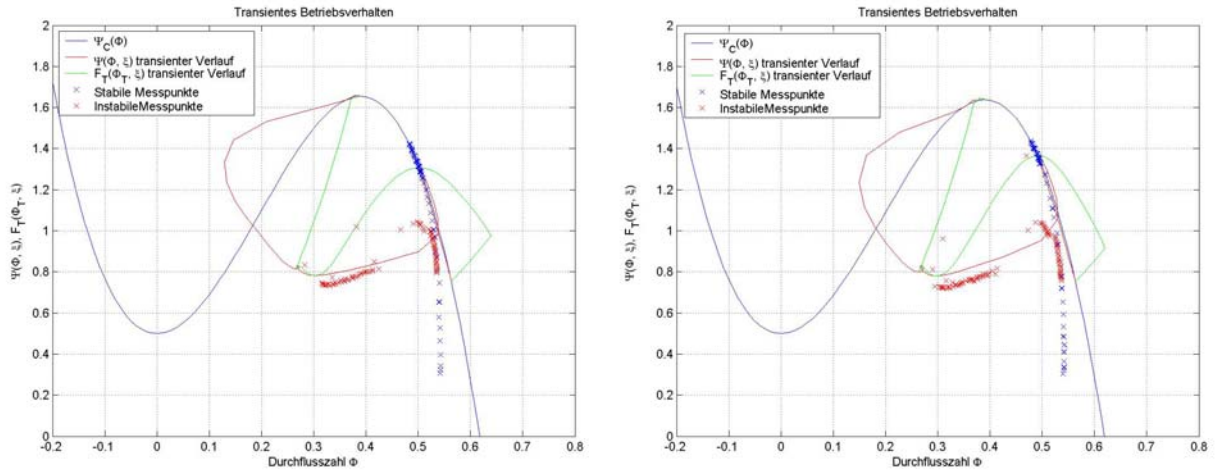 Transientes Betriebsverhalten
2
1.8
1.6
1.4
1.2
1
0.8
0.6
0.4
0.2
0
Ψ(Φ, ξ), F_T(Φ_T, ξ)
Ψ_C(Φ)
Ψ(Φ, ξ) transienter Verlauf
F_T(Φ_T, ξ) transienter Verlauf
Stabile Messpunkte
InstabileMesspunkte
-0.2 -0.1 0 0.1 0.2 0.3 0.4 0.5 0.6 0.7 0.8
Durchflusszahl Φ
Transientes Betriebsverhalten
2
1.8
1.6
1.4
1.2
1
0.8
0.6
0.4
0.2
0
Ψ(Φ, ξ), F_T(Φ_T, ξ)
Ψ_C(Φ)
Ψ(Φ, ξ) transienter Verlauf
F_T(Φ_T, ξ) transienter Verlauf
Stabile Messpunkte
InstabileMesspunkte
-0.2 -0.1 0 0.1 0.2 0.3 0.4 0.5 0.6 0.7 0.8
Durchflusszahl Φ